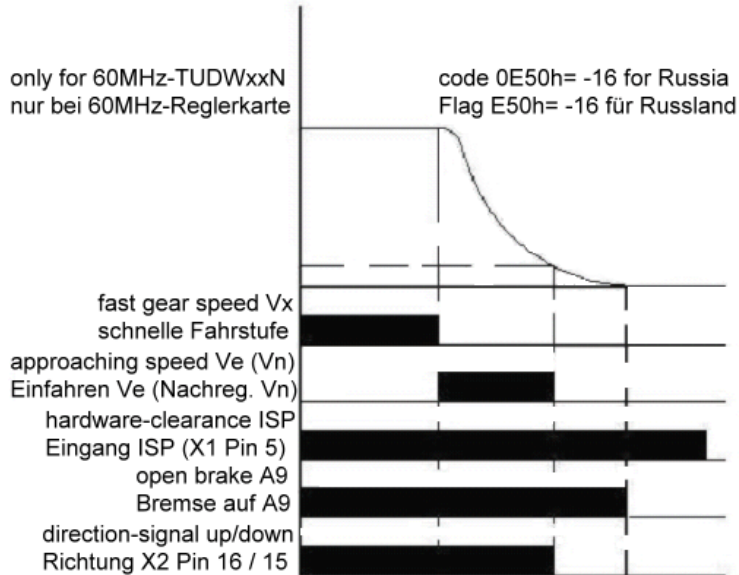 only for 60MHz-TUDWxxN
nur bei 60MHz-Reglerkarte
code 0E50h= -16 for Russia
Flag E50h= -16 für Russland
fast gear speed Vx
schnelle Fahrstufe
approaching speed Ve (Vn)
Einfahren Ve (Nachreg. Vn)
hardware-clearance ISP
Eingang ISP (X1 Pin 5)
open brake A9
Bremse auf A9
direction-signal up/down
Richtung X2 Pin 16 / 15